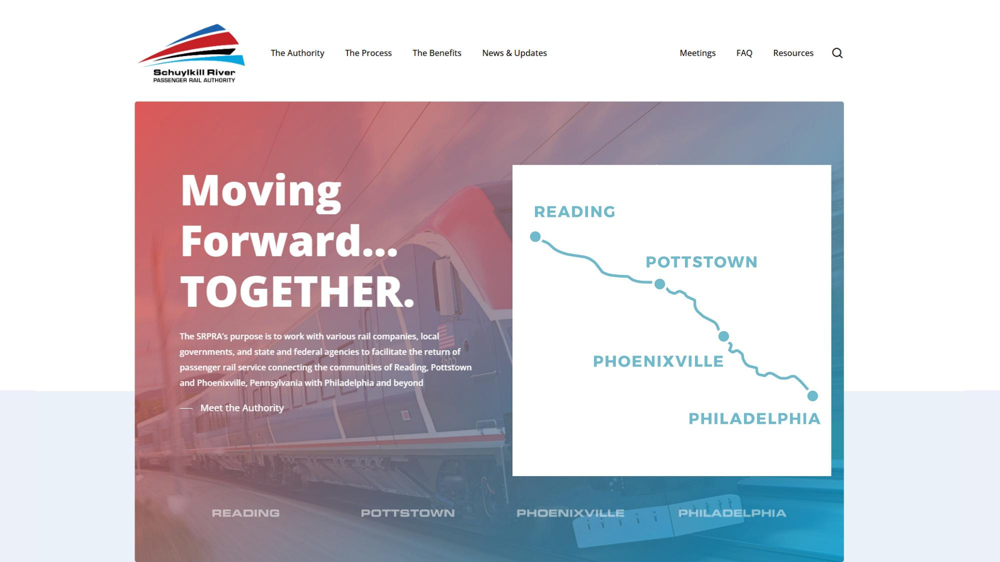 Schuylkill River
PASSENGER RAIL AUTHORITY
The Authority
The Process
The Benefits
News & Updates
Meetings
FAQ
Resources
Moving
Forward...
TOGETHER.
The SRPRA’s purpose is to work with various rail companies, local
governments, and state and federal agencies to facilitate the return of
passenger rail service connecting the communities of Reading, Pottstown
and Phoenixville, Pennsylvania with Philadelphia and beyond
Meet the Authority
READING
POTTSTOWN
PHOENIXVILLE
PHILADELPHIA
READING
POTTSTOWN
PHOENIXVILLE
PHILADELPHIA